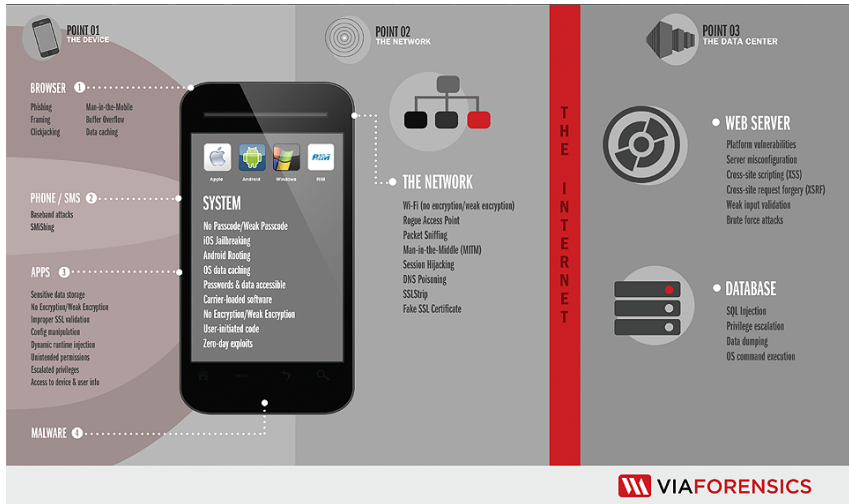 POINT 01
THE DEVICE
BROWSER 1
Phishing
Framing
Clickjacking
Man-in-the-Mobile
Buffer Overflow
Data caching
PHONE / SMS 2
Baseband attacks
SMiShing
APPS 3
Sensitive data storage
No Encryption/Weak Encryption
Improper SSL validation
Config manipulation
Dynamic runtime injection
Unintended permissions
Escalated privileges
Access to device & user info
MALWARE 4
Apple Android Windows RIM
SYSTEM
No Passcode/Weak Passcode
iOS Jailbreaking
Android Rooting
OS data caching
Passwords & data accessible
Carrier-loaded software
No Encryption/Weak Encryption
User-initiated code
Zero-day exploits
POINT 02
THE NETWORK
THE NETWORK
Wi-Fi (no encryption/weak encryption)
Rogue Access Point
Packet Sniffing
Man-in-the-Middle (MITM)
Session Hijacking
DNS Poisoning
SSLStrip
Fake SSL Certificate
THE INTERNET
POINT 03
THE DATA CENTER
WEB SERVER
Platform vulnerabilities
Server misconfiguration
Cross-site scripting (XSS)
Cross-site request forgery (XSRF)
Weak input validation
Brute force attacks
DATABASE
SQL Injection
Privilege escalation
Data dumping
OS command execution
VIAFORENSICS